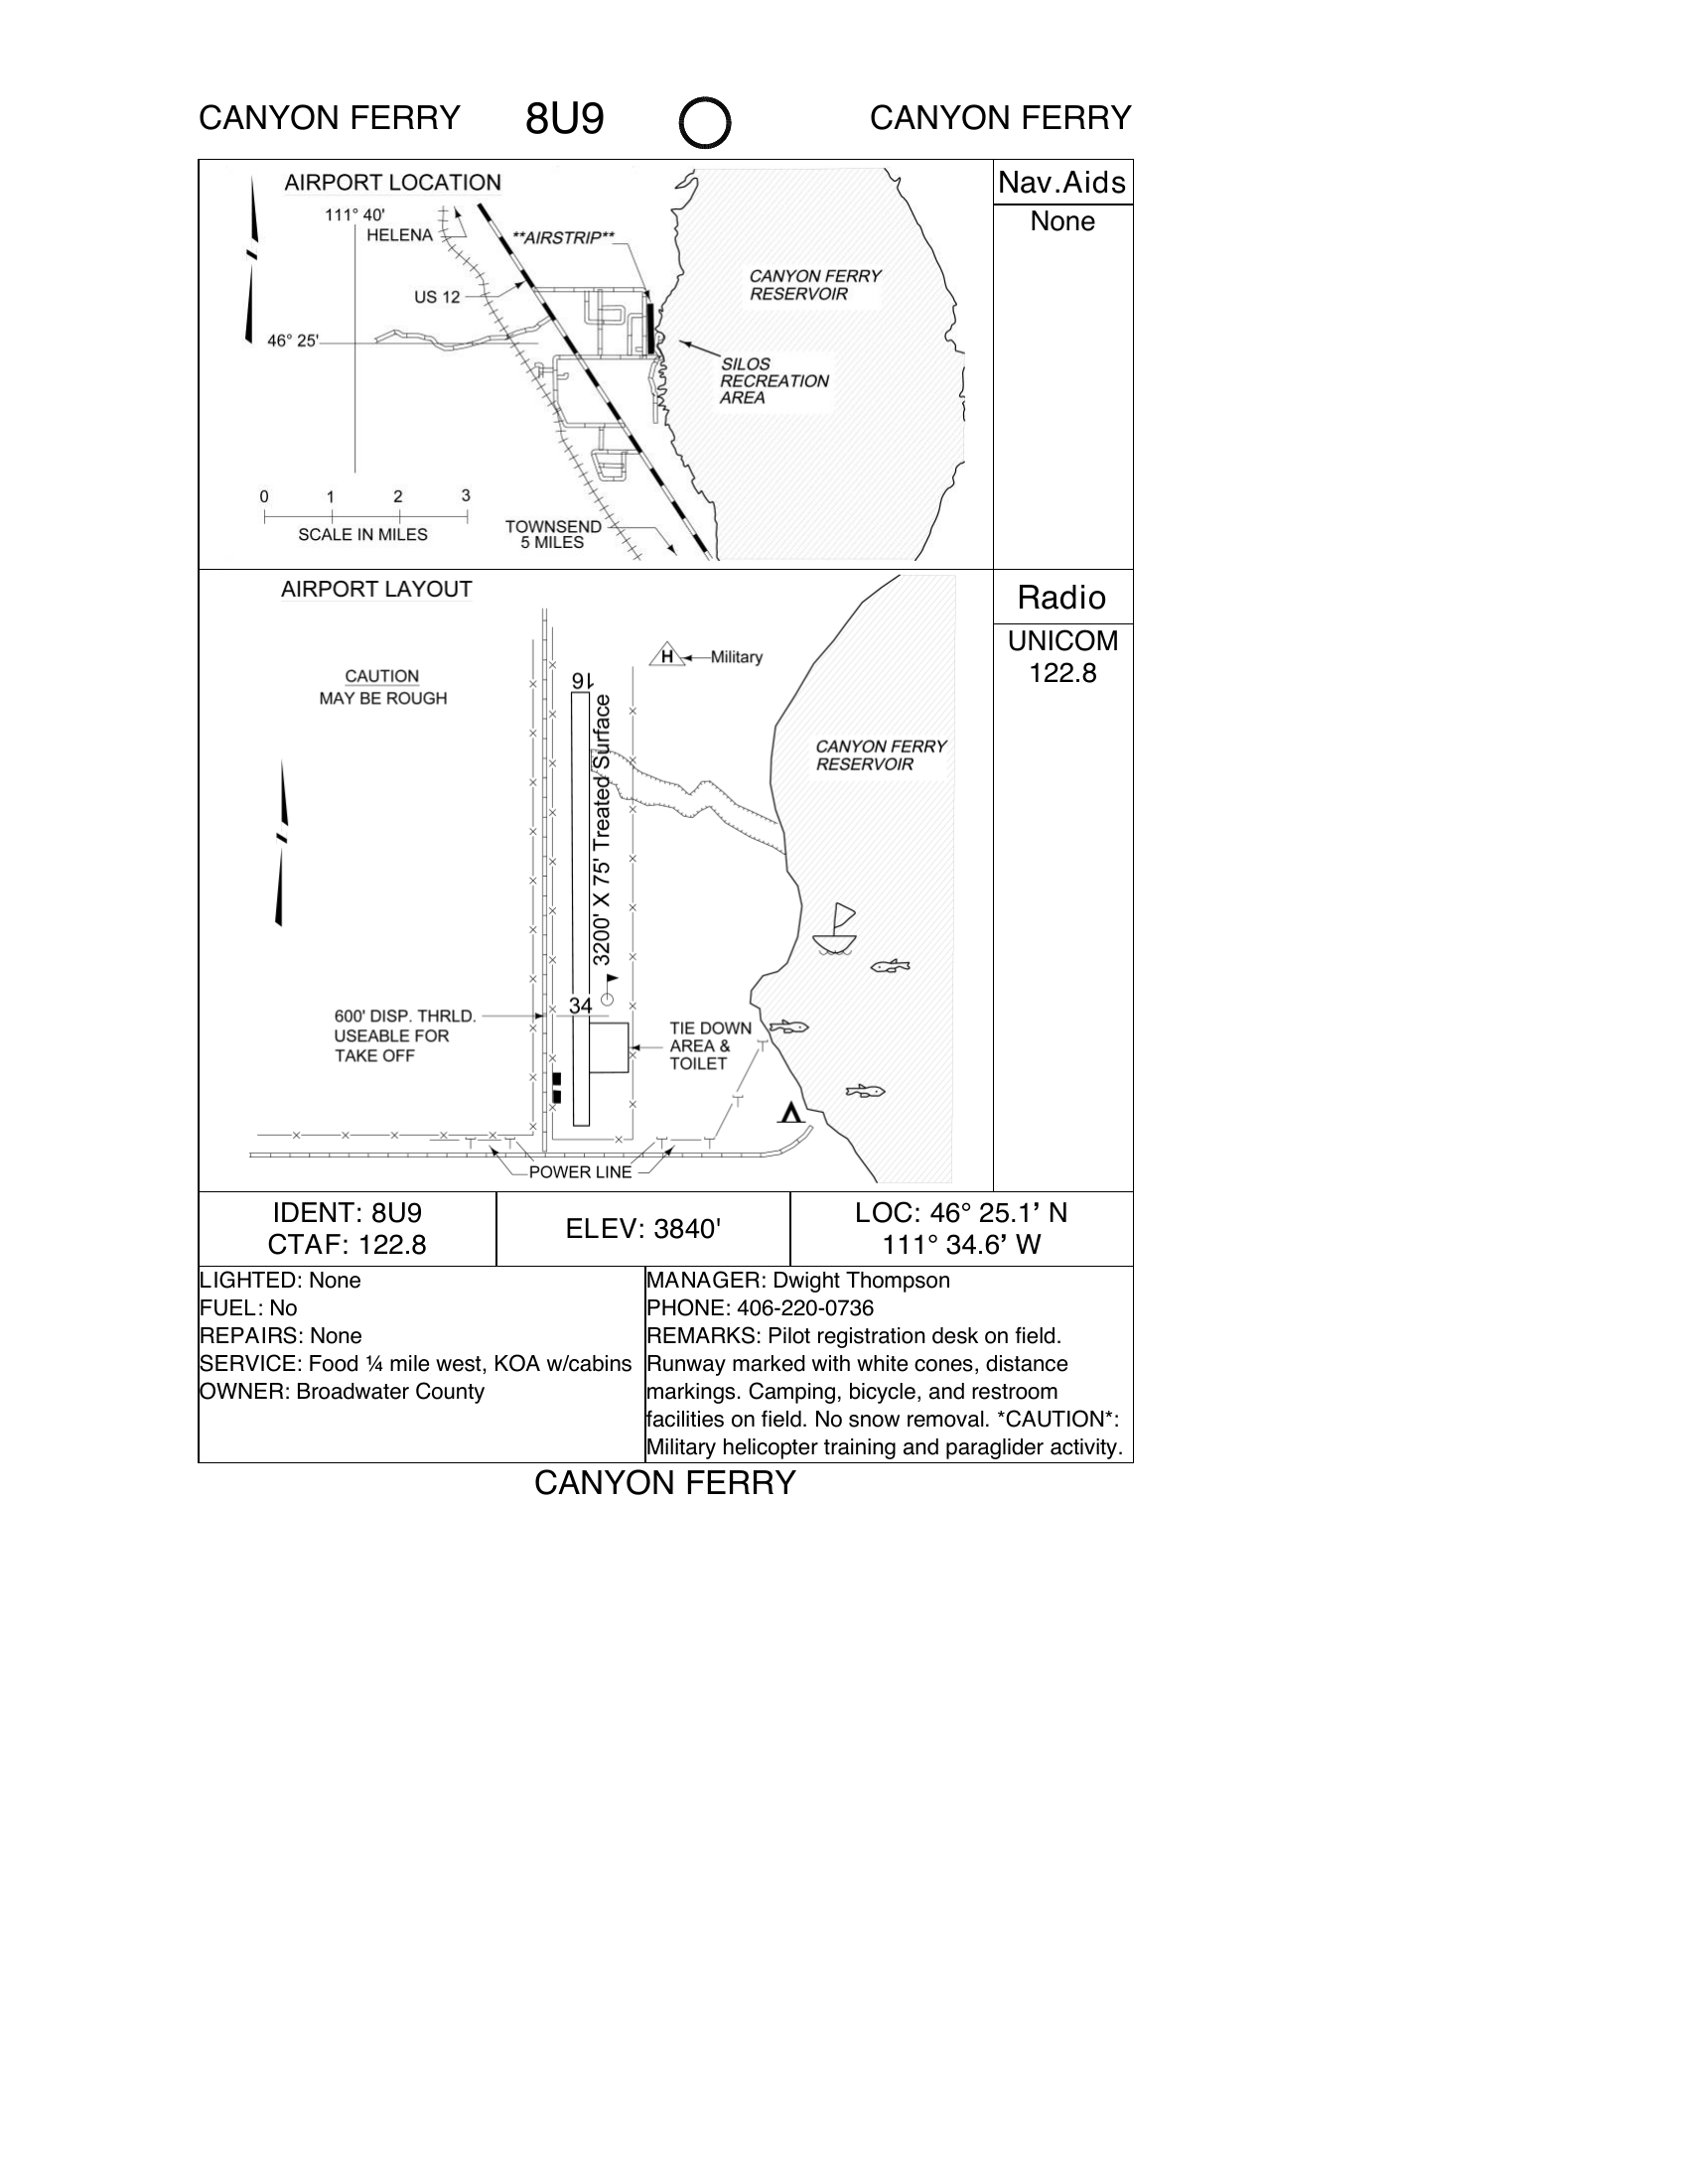 CANYON FERRY 8U9 CANYON FERRY
AIRPORT LOCATION
111° 40'
HELENA
**AIRSTRIP**
US 12
46° 25'
CANYON FERRY
RESERVOIR
SILOS
RECREATION
AREA
0 1 2 3
SCALE IN MILES
TOWNSEND
5 MILES
Nav.Aids
None
AIRPORT LAYOUT
CAUTION
MAY BE ROUGH
H
Military
16
3200' X 75' Treated Surface
CANYON FERRY
RESERVOIR
34
600' DISP. THRLD.
USEABLE FOR
TAKE OFF
TIE DOWN
AREA &
TOILET
POWER LINE
Radio
UNICOM
122.8
IDENT: 8U9
CTAF: 122.8
ELEV: 3840'
LOC: 46° 25.1’ N
111° 34.6’ W
LIGHTED: None
FUEL: No
REPAIRS: None
SERVICE: Food ¼ mile west, KOA w/cabins
OWNER: Broadwater County
MANAGER: Dwight Thompson
PHONE: 406-220-0736
REMARKS: Pilot registration desk on field.
Runway marked with white cones, distance
markings. Camping, bicycle, and restroom
facilities on field. No snow removal. *CAUTION*:
Military helicopter training and paraglider activity.
CANYON FERRY